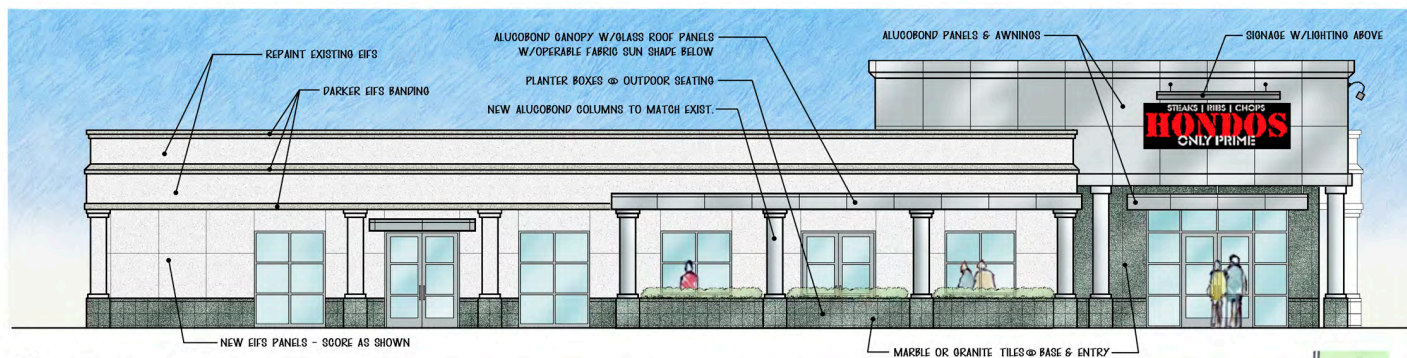 REPAINT EXISTING EIFS
DARKER EIFS BANDING
ALUCOBOND CANOPY W/GLASS ROOF PANELS
W/OPERABLE FABRIC SUN SHADE BELOW
PLANTER BOXES @ OUTDOOR SEATING
NEW ALUCOBOND COLUMNS TO MATCH EXIST.
ALUCOBOND PANELS & AWNINGS
SIGNAGE W/LIGHTING ABOVE
STEAKS | RIBS | CHOPS
HONDOS
ONLY PRIME
NEW EIFS PANELS - SCORE AS SHOWN
MARBLE OR GRANITE TILES @ BASE & ENTRY